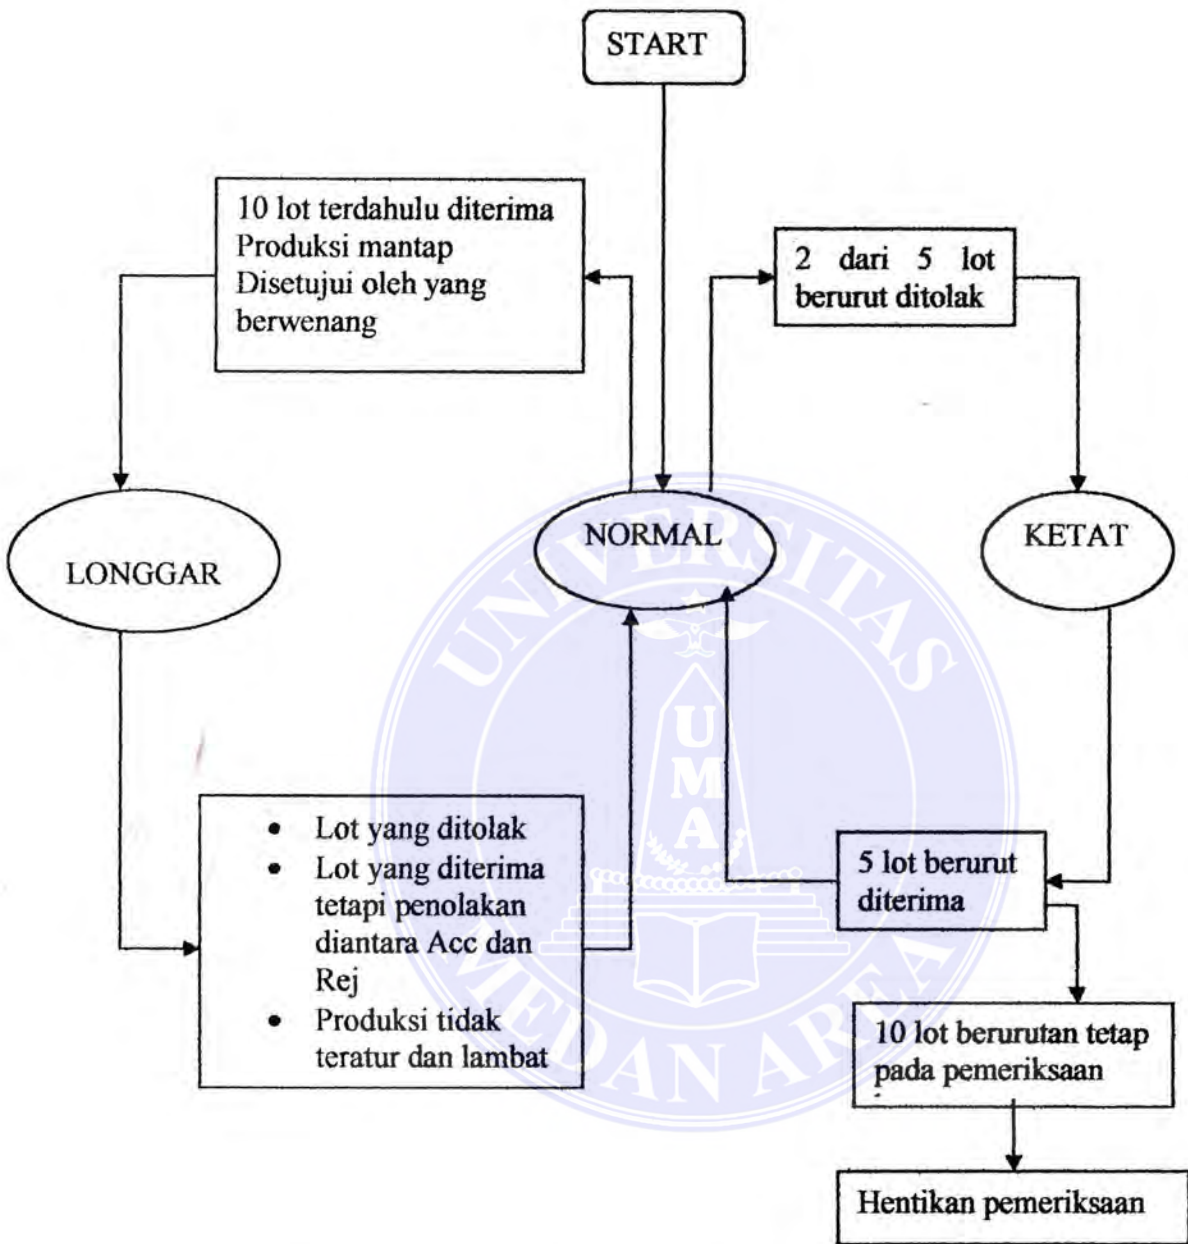 START
10 lot terdahulu diterima
Produksi mantap
Disetujui oleh yang
berwenang
2 dari 5 lot
berurut ditolak
LONGGAR
NORMAL
KETAT
• Lot yang ditolak
• Lot yang diterima
tetapi penolakan
diantara Acc dan
Rej
• Produksi tidak
teratur dan lambat
5 lot berurut
diterima
10 lot berurutan tetap
pada pemeriksaan
Hentikan pemeriksaan
UNIVERSITAS
MEDAN AREA
UMA